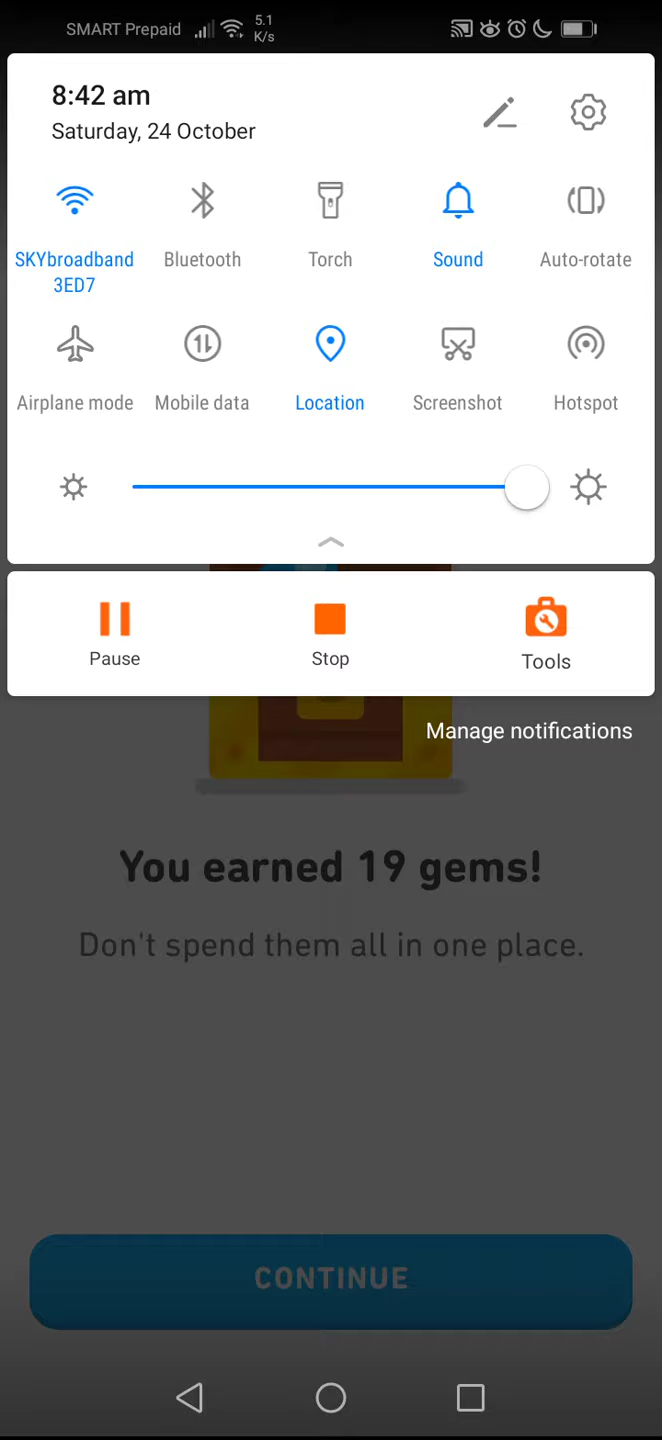 SMART Prepaid 5.1 K/s
8:42 am
Saturday, 24 October
SKYbroadband 3ED7
Bluetooth
Torch
Sound
Auto-rotate
Airplane mode
Mobile data
Location
Screenshot
Hotspot
Pause
Stop
Tools
Manage notifications
You earned 19 gems!
Don't spend them all in one place.
CONTINUE